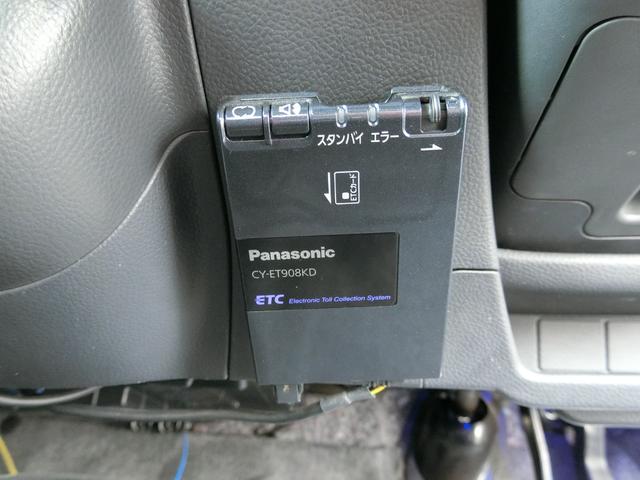 スタンバイ エラー
ETCカード
Panasonic
CY-ET908KD
ETC Electronic Toll Collection System